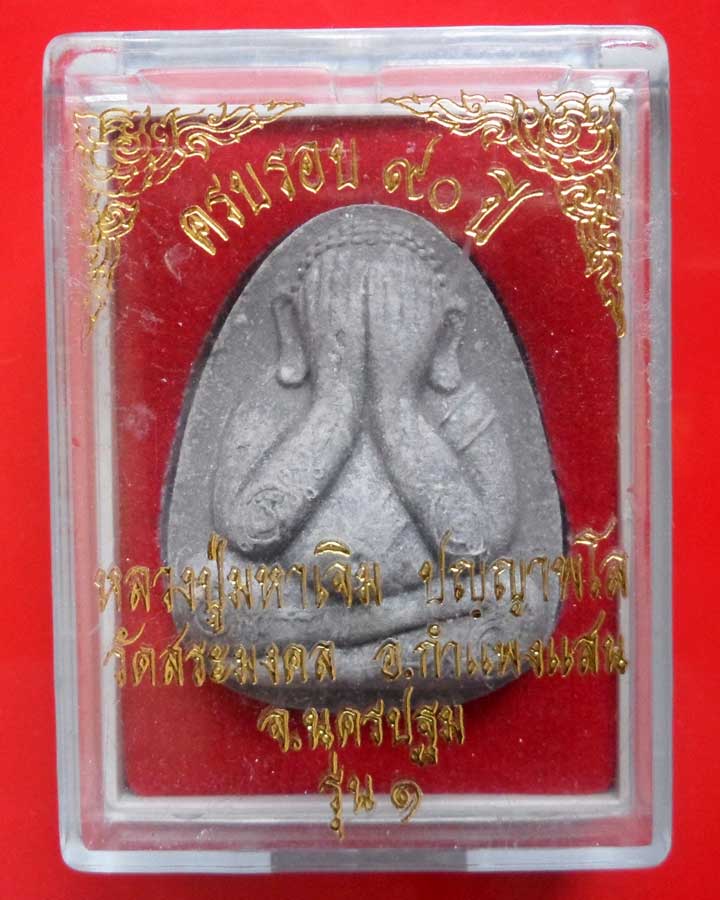 ครบรอบ ๙๐ ปี
หลวงปู่มหาเจิม ปญฺญาพโล
วัดสระมงคล อ.กำแพงแสน
จ.นครปฐม
รุ่น ๑